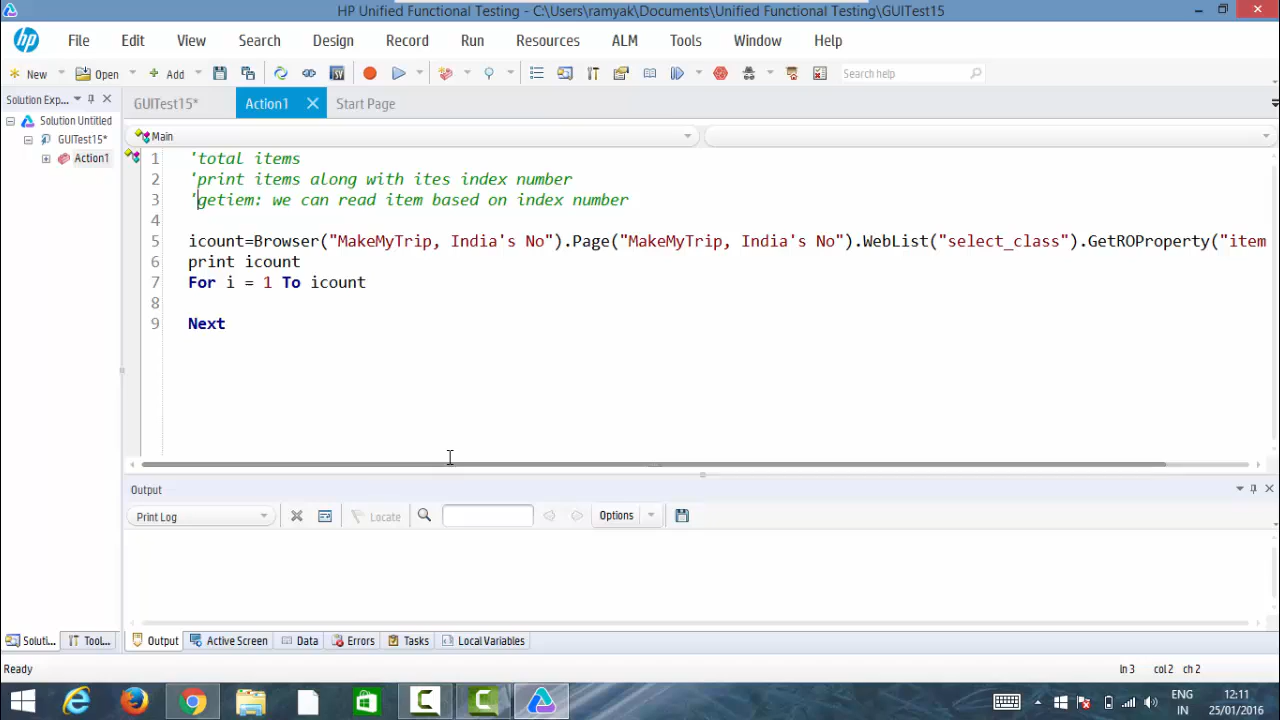 HP Unified Functional Testing - C:\Users\ramyak\Documents\Unified Functional Testing\GUITest15
hp File Edit View Search Design Record Run Resources ALM Tools Window Help
New Open Add Search help
Solution Exp...
GUITest15* Action1 Start Page
Solution Untitled
GUITest15*
Action1
Main
1 'total items
2 'print items along with ites index number
3 'getiem: we can read item based on index number
4
5 icount=Browser("MakeMyTrip, India's No").Page("MakeMyTrip, India's No").WebList("select_class").GetROProperty("item
6 print icount
7 For i = 1 To icount
8
9 Next
Output
Print Log Locate Options
Soluti... Tool... Output Active Screen Data Errors Tasks Local Variables
Ready ln 3 col 2 ch 2
ENG 12:11
IN 25/01/2016